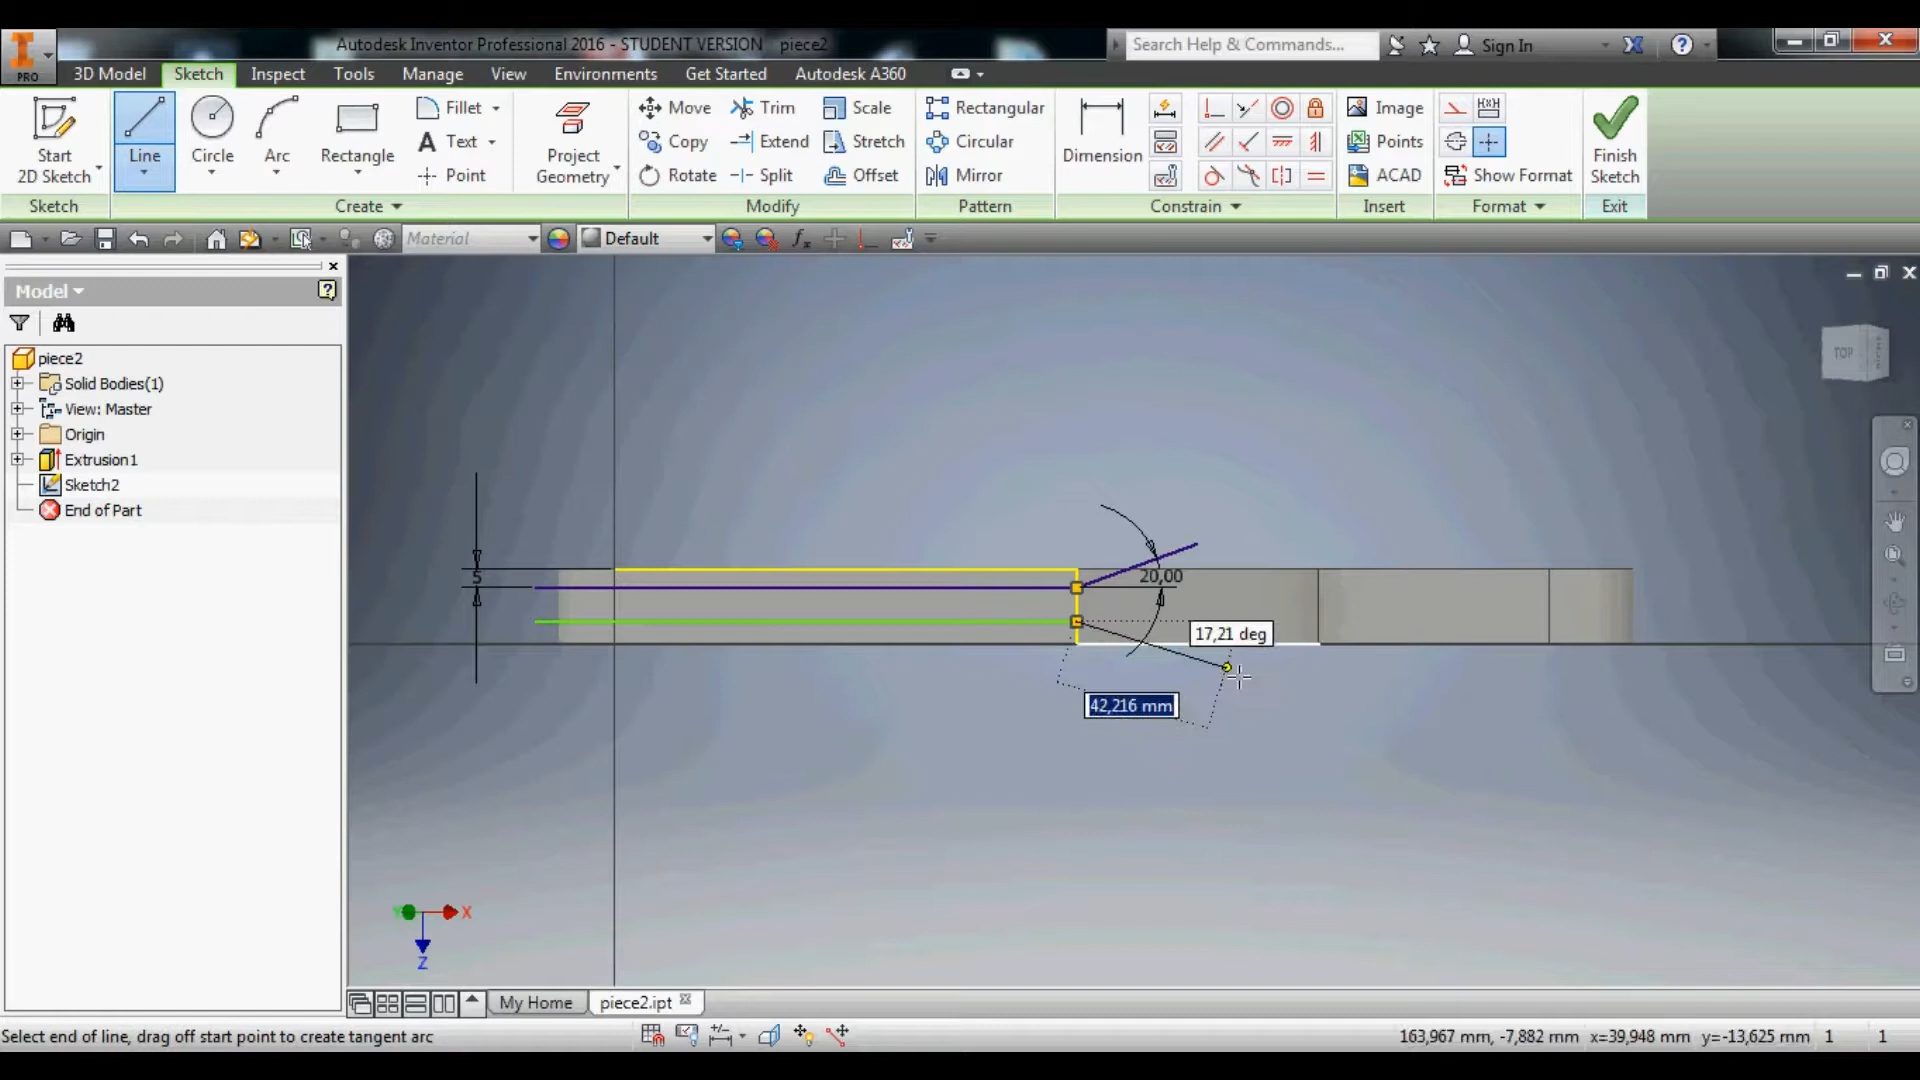 Autodesk Inventor Professional 2016 - STUDENT VERSION piece2
Search Help & Commands...
Sign In
PRO
3D Model
Sketch
Inspect
Tools
Manage
View
Environments
Get Started
Autodesk A360
Start
2D Sketch
Line
Circle
Arc
Rectangle
Fillet
Text
Point
Project
Geometry
Move
Copy
Rotate
Trim
Extend
Split
Scale
Stretch
Offset
Rectangular
Circular
Mirror
Dimension
Image
Points
ACAD
Show Format
Finish
Sketch
Sketch
Create
Modify
Pattern
Constrain
Insert
Format
Exit
Material
Default
Model
piece2
Solid Bodies(1)
View: Master
Origin
Extrusion1
Sketch2
End of Part
TOP
5
20,00
17,21 deg
42,216 mm
X
Z
My Home
piece2.ipt
Select end of line, drag off start point to create tangent arc
163,967 mm, -7,882 mm x=39,948 mm y=-13,625 mm 1 1